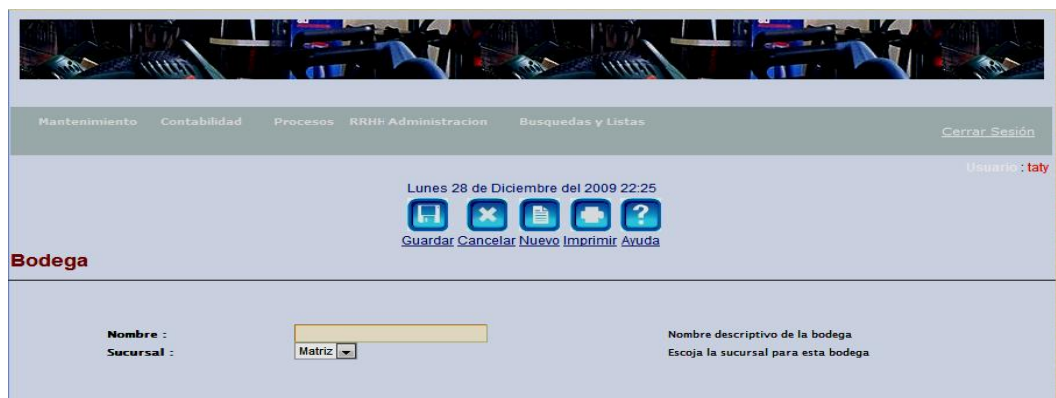 Mantenimiento Contabilidad Procesos RRHH Administracion Busquedas y Listas
Cerrar Sesión
Usuario : taty
Lunes 28 de Diciembre del 2009 22:25
Guardar Cancelar Nuevo Imprimir Ayuda
Bodega
Nombre : Nombre descriptivo de la bodega
Sucursal : Matriz Escoja la sucursal para esta bodega